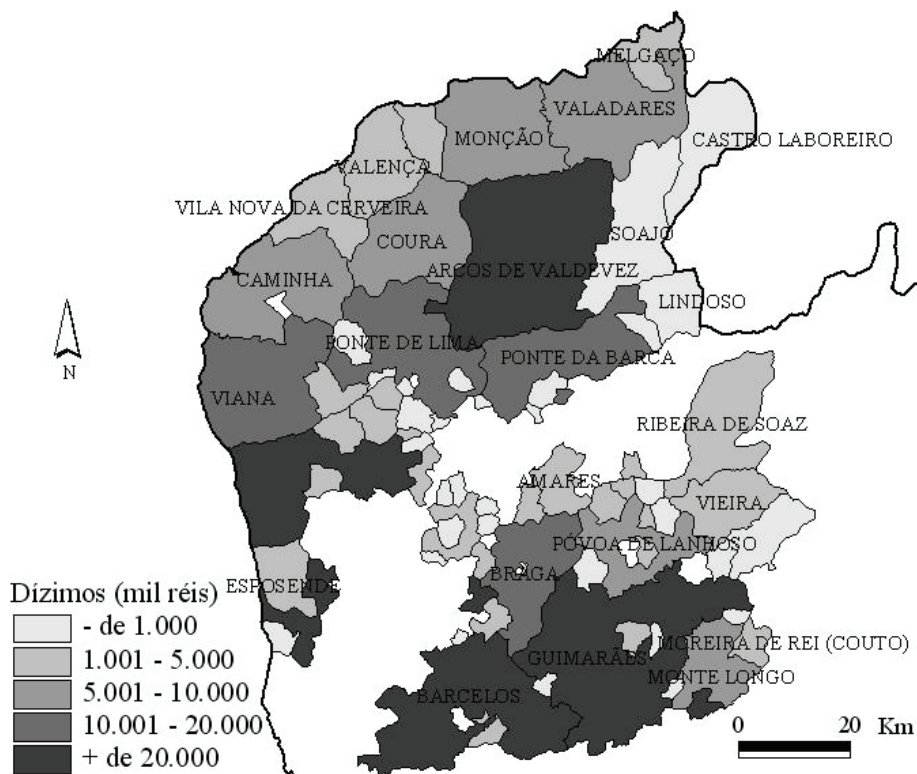 MELGAÇO
VALADARES
MONÇÃO
CASTRO LABOREIRO
VALENÇA
VILA NOVA DA CERVEIRA
SOAJO
COURA
ARCOS DE VALDEVEZ
CAMINHA
LINDOSO
PONTE DE LIMA
PONTE DA BARCA
N
VIANA
RIBEIRA DE SOAZ
AMARES
VIEIRA
PÓVOA DE LANHOSO
BRAGA
ESPOSENDE
Dízimos (mil réis)
- de 1.000
1.001 - 5.000
5.001 - 10.000
10.001 - 20.000
+ de 20.000
MOREIRA DE REI (COUTO)
GUIMARÃES
MONTE LONGO
BARCELOS
0 20 Km